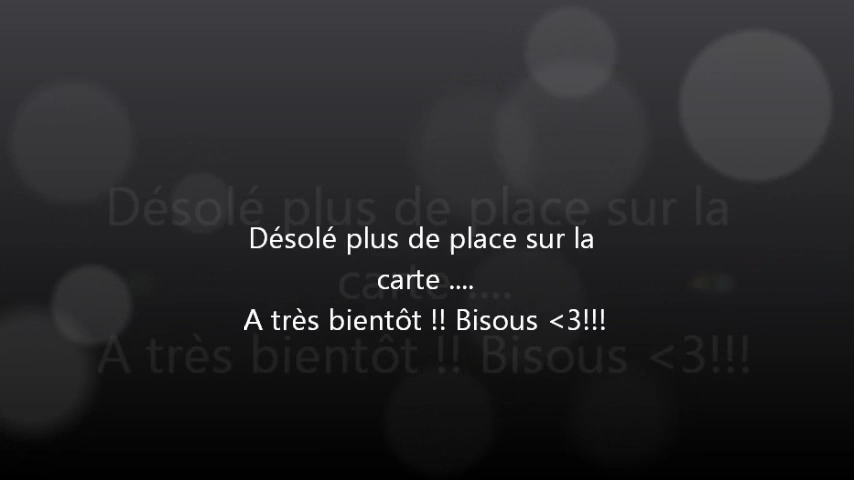 Désolé plus de place sur la
carte ....
A très bientôt !! Bisous <3!!!